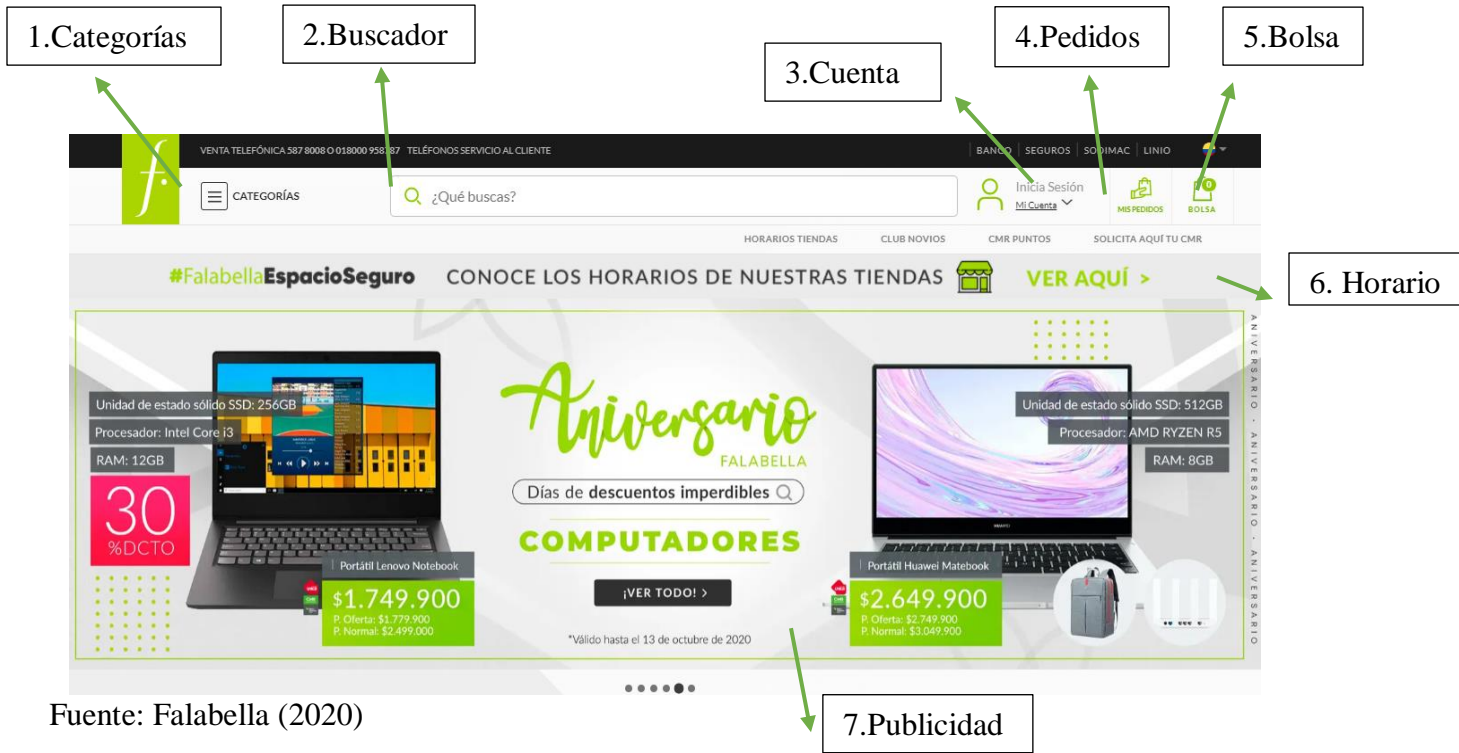 1.Categorías
2.Buscador
3.Cuenta
4.Pedidos
5.Bolsa
f.
VENTA TELEFÓNICA 587 8008 O 018000 958787 TELÉFONOS SERVICIO AL CLIENTE
BANCO | SEGUROS | SODIMAC | LINIO
CATEGORÍAS
¿Qué buscas?
Inicia Sesión
Mi Cuenta
MIS PEDIDOS
0
BOLSA
HORARIOS TIENDAS CLUB NOVIOS CMR PUNTOS SOLICITA AQUÍ TU CMR
#FalabellaEspacioSeguro CONOCE LOS HORARIOS DE NUESTRAS TIENDAS VER AQUÍ >
6. Horario
Unidad de estado sólido SSD: 256GB
Procesador: Intel Core i3
RAM: 12GB
30
%DCTO
Portátil Lenovo Notebook
$1.749.900
P. Oferta: $1.779.900
P. Normal: $2.499.000
Aniversario
FALABELLA
Días de descuentos imperdibles
COMPUTADORES
¡VER TODO! >
*Válido hasta el 13 de octubre de 2020
Unidad de estado sólido SSD: 512GB
Procesador: AMD RYZEN R5
RAM: 8GB
HUAWEI
Portátil Huawei Matebook
$2.649.900
P. Oferta: $2.749.900
P. Normal: $3.049.900
ANIVERSARIO · ANIVERSARIO · ANIVERSARIO
Fuente: Falabella (2020)
7.Publicidad